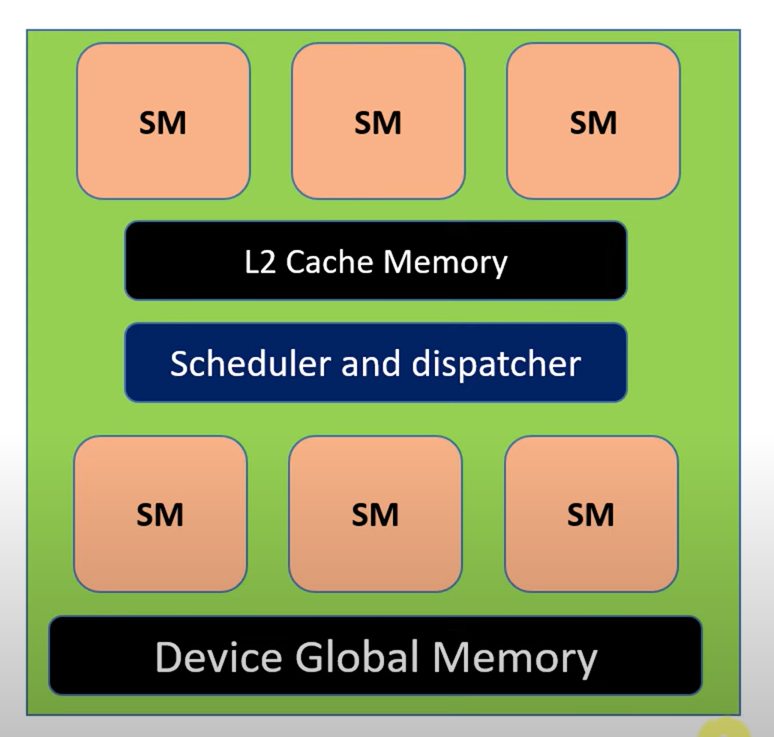 SM
SM
SM
L2 Cache Memory
Scheduler and dispatcher
SM
SM
SM
Device Global Memory